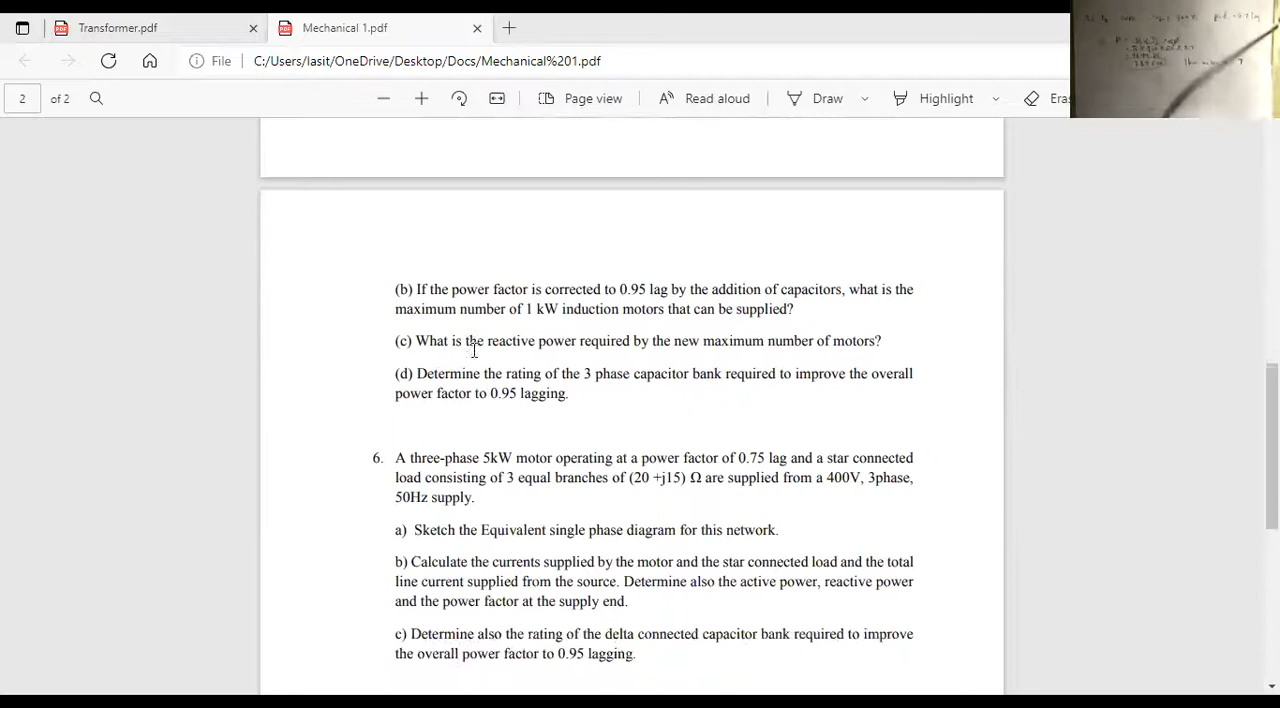 Transformer.pdf
Mechanical 1.pdf
File
C:/Users/lasit/OneDrive/Desktop/Docs/Mechanical%201.pdf
2
of 2
Page view
Read aloud
Draw
Highlight
(b) If the power factor is corrected to 0.95 lag by the addition of capacitors, what is the
maximum number of 1 kW induction motors that can be supplied?
(c) What is the reactive power required by the new maximum number of motors?
(d) Determine the rating of the 3 phase capacitor bank required to improve the overall
power factor to 0.95 lagging.
6. A three-phase 5kW motor operating at a power factor of 0.75 lag and a star connected
load consisting of 3 equal branches of (20 +j15) Ω are supplied from a 400V, 3phase,
50Hz supply.
a) Sketch the Equivalent single phase diagram for this network.
b) Calculate the currents supplied by the motor and the star connected load and the total
line current supplied from the source. Determine also the active power, reactive power
and the power factor at the supply end.
c) Determine also the rating of the delta connected capacitor bank required to improve
the overall power factor to 0.95 lagging.